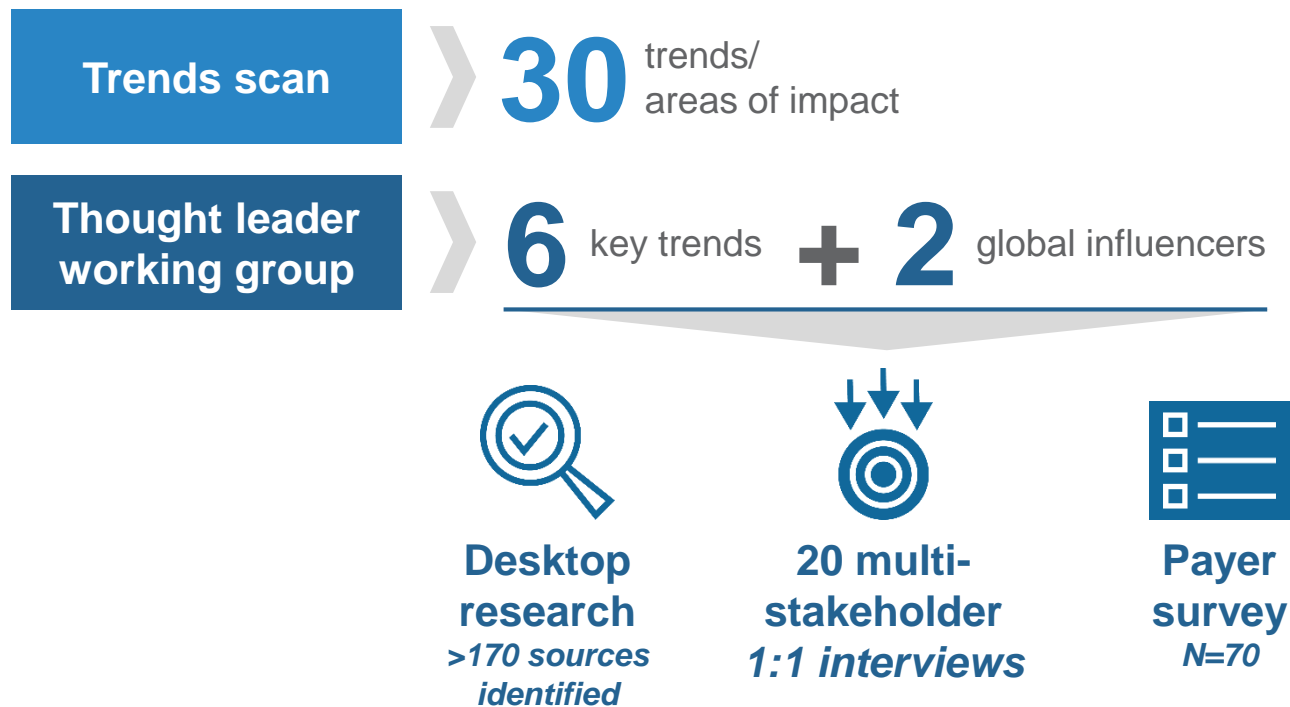 Trends scan
30 trends/
areas of impact
Thought leader
working group
6 key trends + 2 global influencers
Desktop
research
>170 sources
identified
20 multi-
stakeholder
1:1 interviews
Payer
survey
N=70